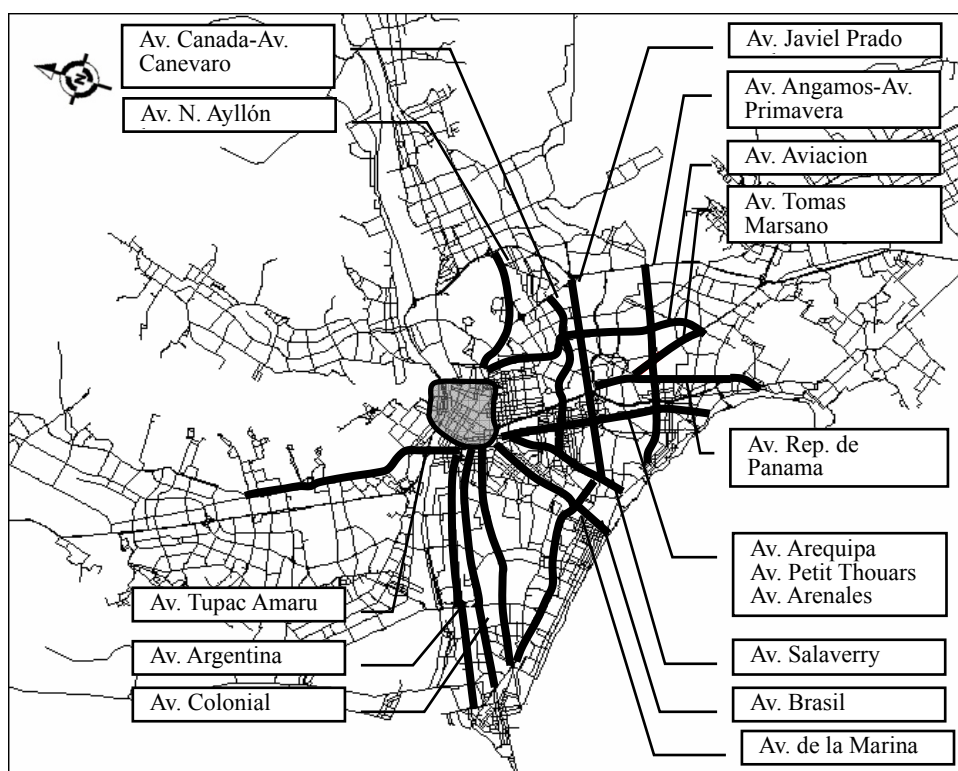 Av. Canada-Av.
Canevaro
Av. N. Ayllón
N
Av. Javiel Prado
Av. Angamos-Av.
Primavera
Av. Aviacion
Av. Tomas
Marsano
Av. Rep. de
Panama
Av. Arequipa
Av. Petit Thouars
Av. Arenales
Av. Salaverry
Av. Brasil
Av. de la Marina
Av. Tupac Amaru
Av. Argentina
Av. Colonial